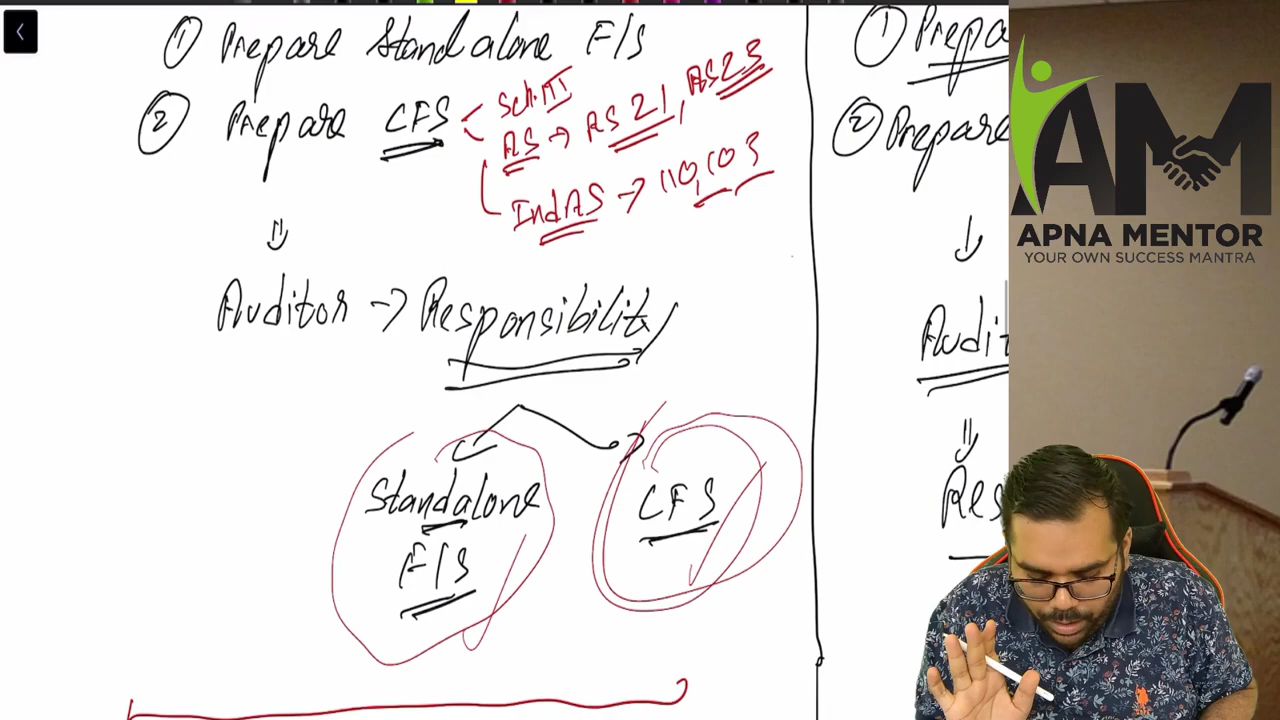 ① Prepare Standalone F/S
② Prepare CFS
Sch.III
AS → AS 21, AS 23
Ind AS → 110, 103
Auditor → Responsibility
Standalone
F/S
CFS
① Prepa
② Prepare
Audit
Res
AM
APNA MENTOR
YOUR OWN SUCCESS MANTRA